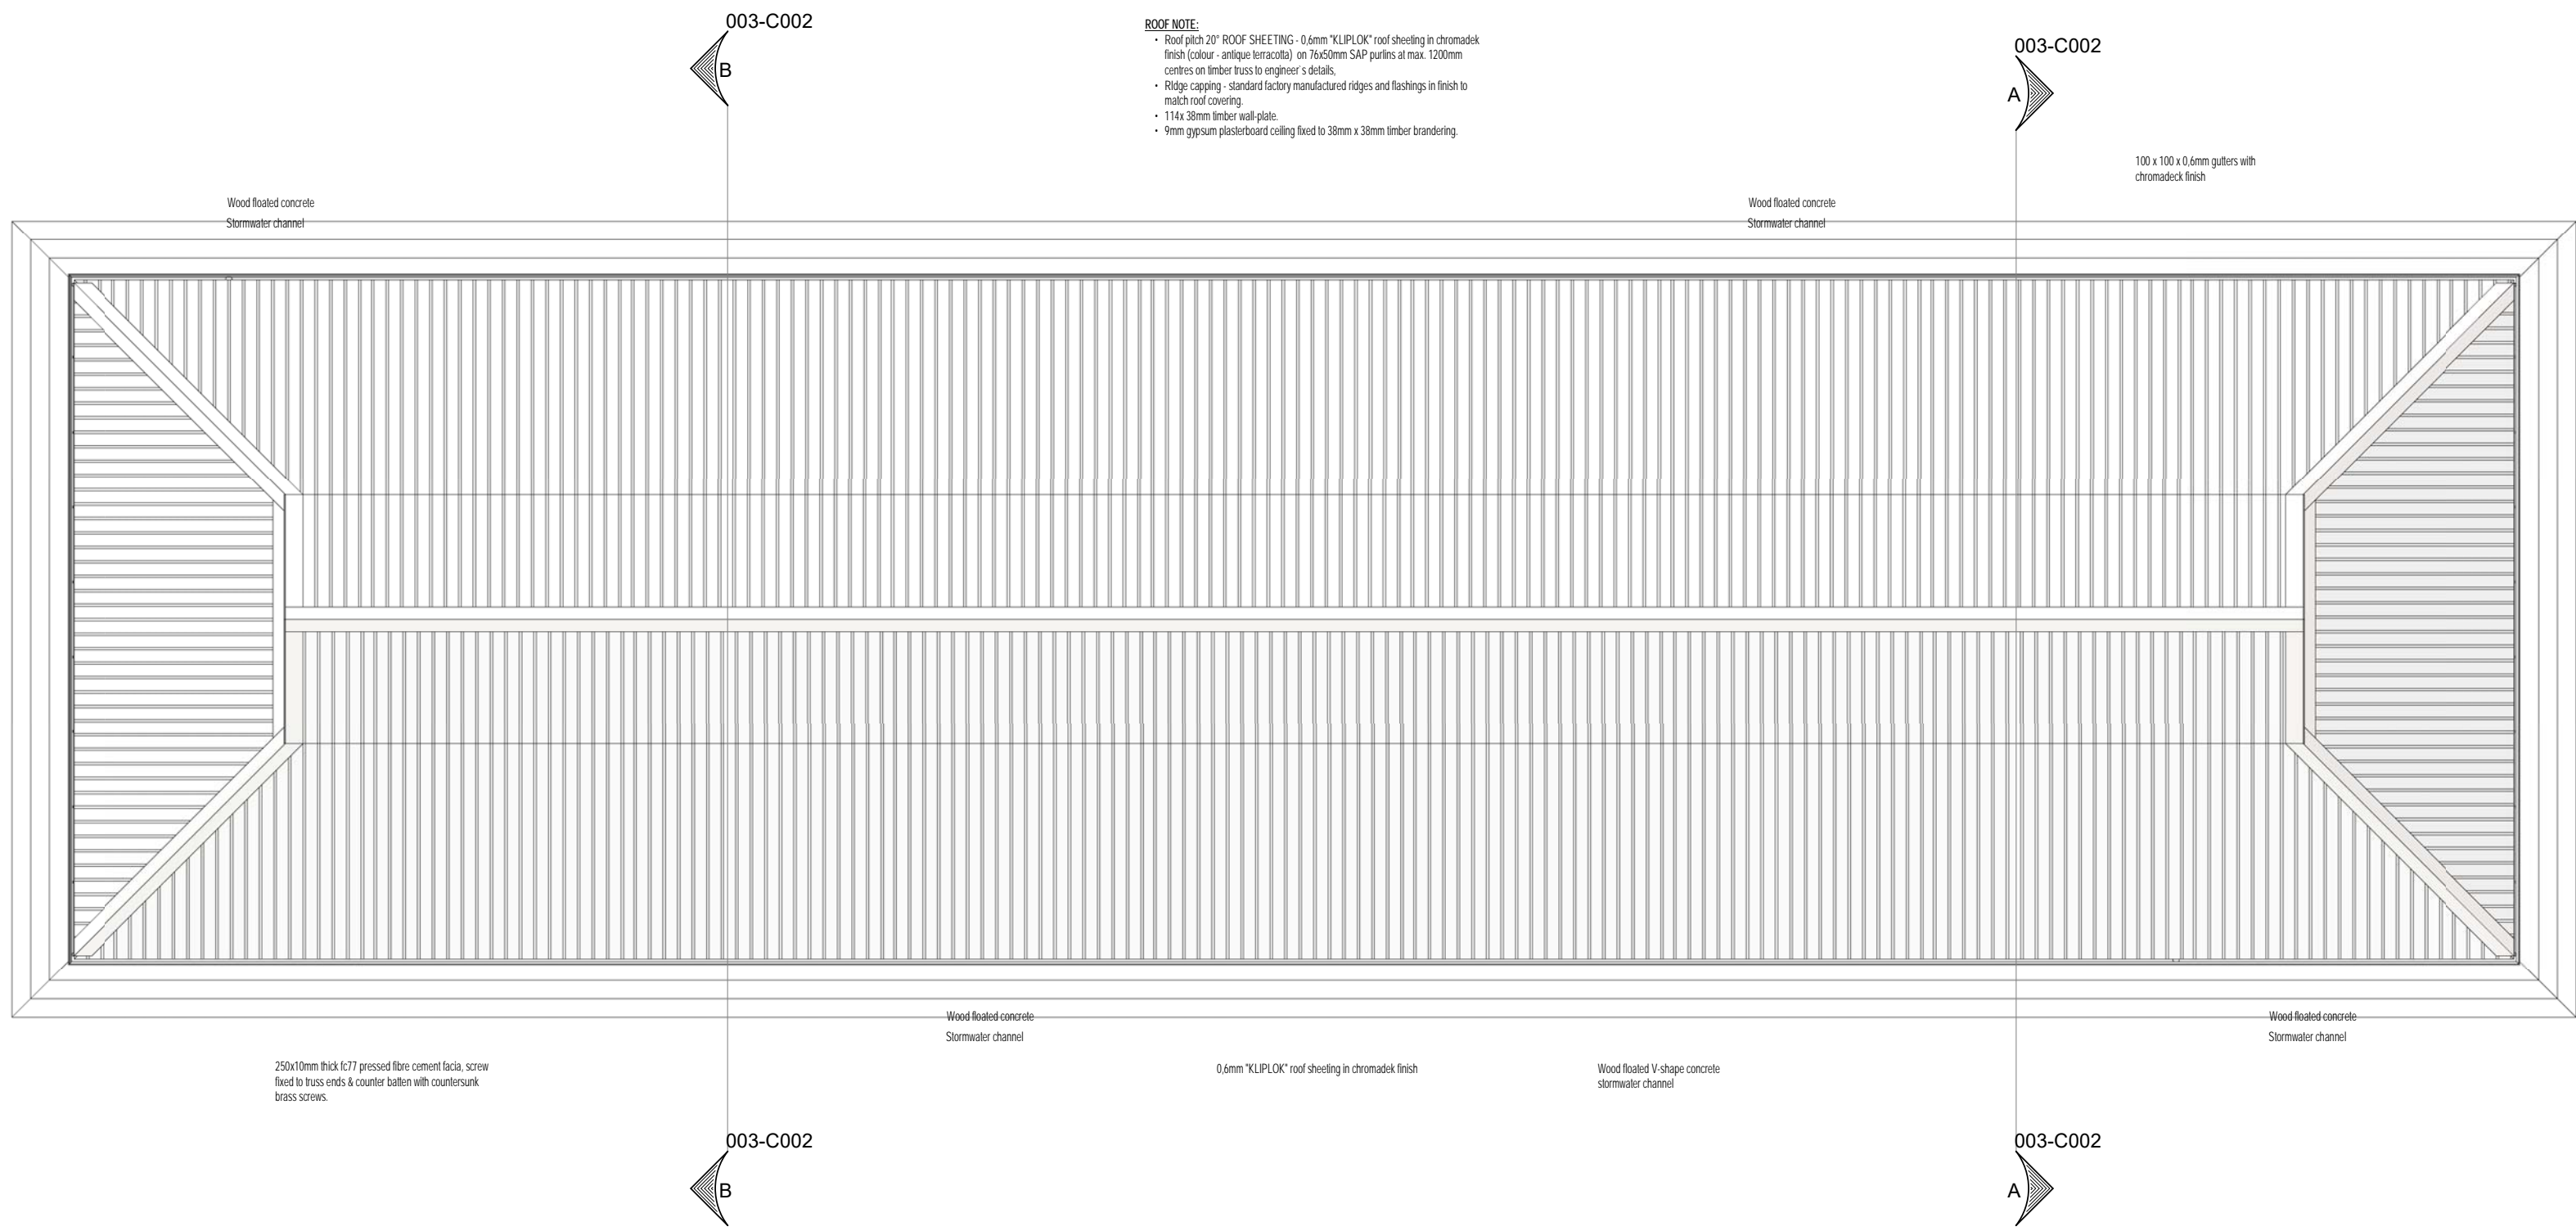 003-C002
B
ROOF NOTE:
• Roof pitch 20° ROOF SHEETING - 0,6mm "KLIPLOK" roof sheeting in chromadek
finish (colour - antique terracotta) on 76x50mm SAP purlins at max. 1200mm
centres on timber truss to engineer`s details,
• RIdge capping - standard factory manufactured ridges and flashings in finish to
match roof covering.
• 114x 38mm timber wall-plate.
• 9mm gypsum plasterboard ceiling fixed to 38mm x 38mm timber brandering.
003-C002
A
100 x 100 x 0,6mm gutters with
chromadeck finish
Wood floated concrete
Stormwater channel
Wood floated concrete
Stormwater channel
Wood floated concrete
Stormwater channel
Wood floated concrete
Stormwater channel
250x10mm thick fc77 pressed fibre cement facia, screw
fixed to truss ends & counter batten with countersunk
brass screws.
0,6mm "KLIPLOK" roof sheeting in chromadek finish
Wood floated V-shape concrete
stormwater channel
003-C002
B
003-C002
A